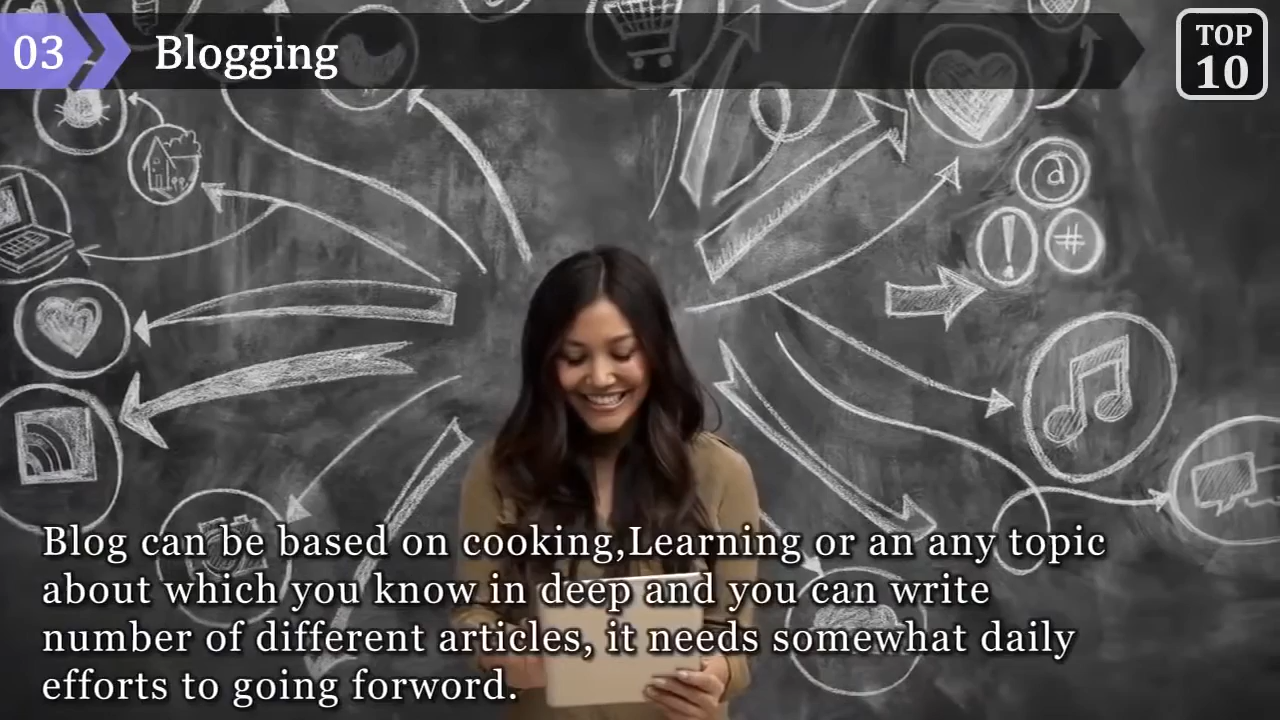 03 Blogging
TOP
10
@
! #
Blog can be based on cooking,Learning or an any topic
about which you know in deep and you can write
number of different articles, it needs somewhat daily
efforts to going forword.